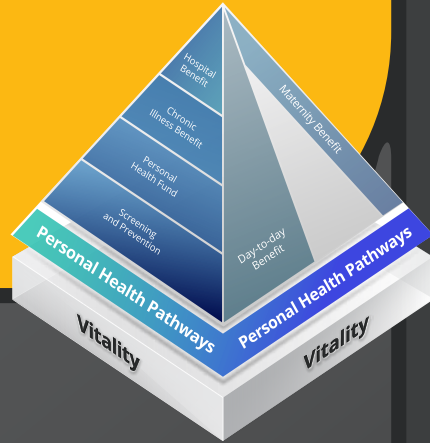 Hospital
Benefit
Chronic
Illness Benefit
Personal
Health Fund
Screening
and Prevention
Maternity Benefit
Day-to-day
Benefit
Personal Health Pathways
Personal Health Pathways
Vitality
Vitality